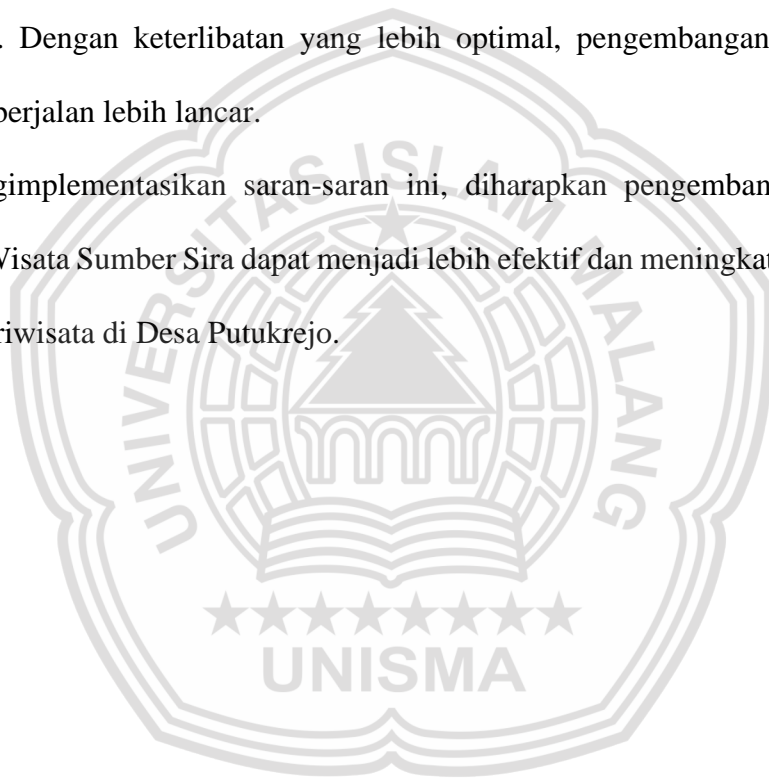 . Dengan keterlibatan yang lebih optimal, pengembangan
berjalan lebih lancar.
gimplementasikan saran-saran ini, diharapkan pengemban
Wisata Sumber Sira dapat menjadi lebih efektif dan meningkat
riwisata di Desa Putukrejo.
UNIVERSITAS ISLAM MALANG
UNISMA